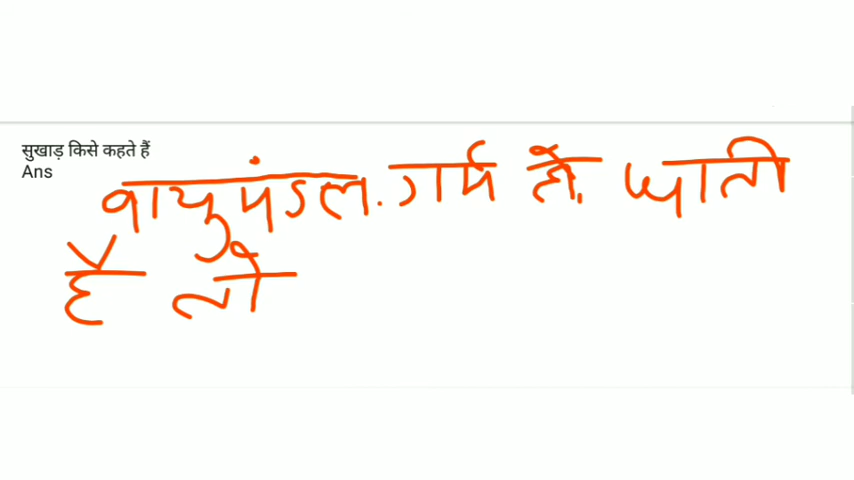 सुखाड़ किसे कहते हैं
Ans
वायुमंडल गर्म हो जाती
है तो